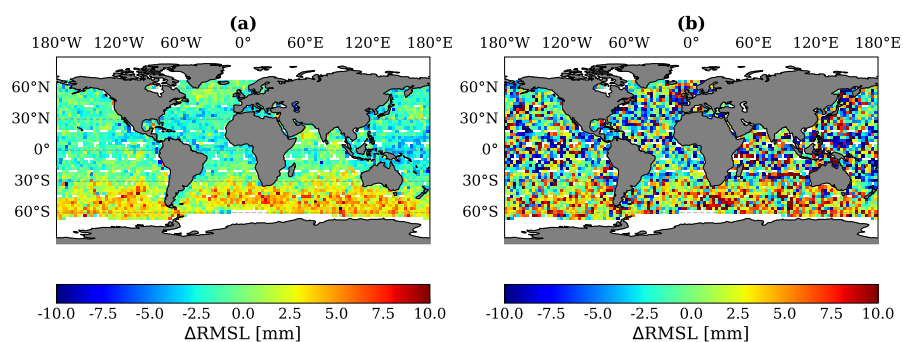 (a) (b)
180°W 120°W 60°W 0° 60°E 120°E 180°E 180°W 120°W 60°W 0° 60°E 120°E 180°E
60°N 60°N
30°N 30°N
0° 0°
30°S 30°S
60°S 60°S
-10.0 -7.5 -5.0 -2.5 0.0 2.5 5.0 7.5 10.0 -10.0 -7.5 -5.0 -2.5 0.0 2.5 5.0 7.5 10.0
ΔRMSL [mm] ΔRMSL [mm]